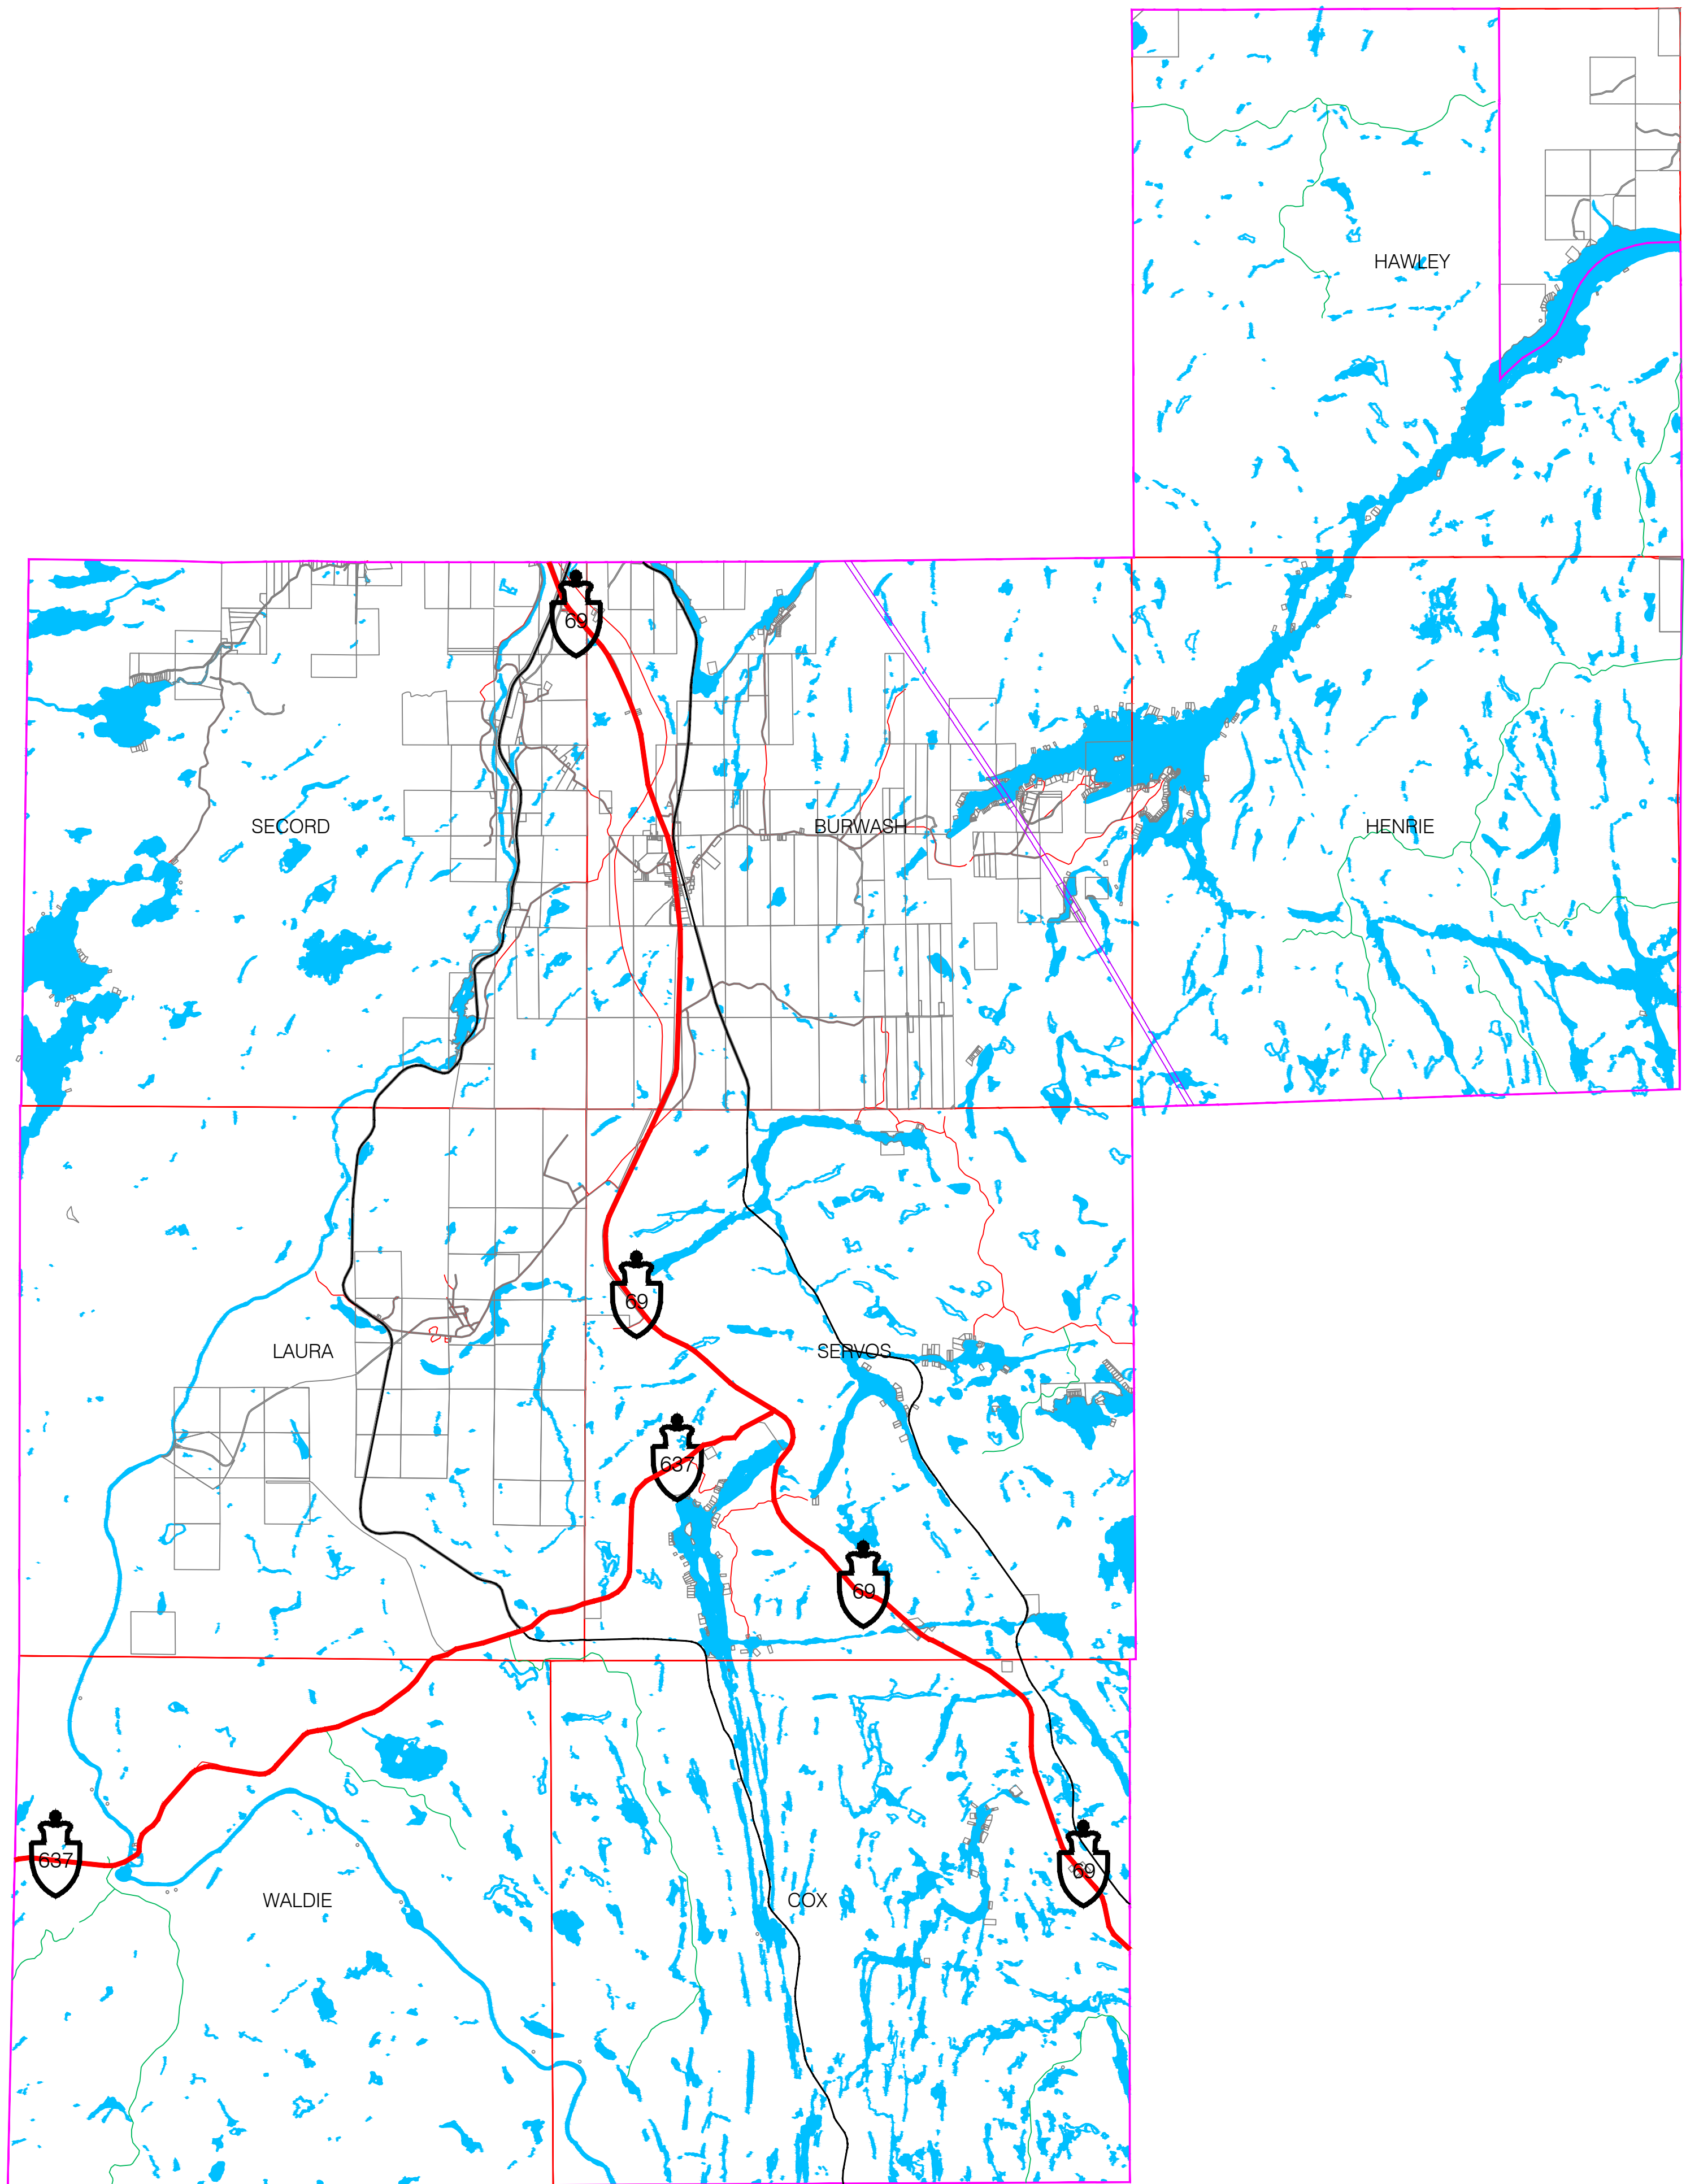 HAWLEY
69
SECORD
BURWASH
HENRIE
69
LAURA
SERVOS
637
69
637
69
WALDIE
COX